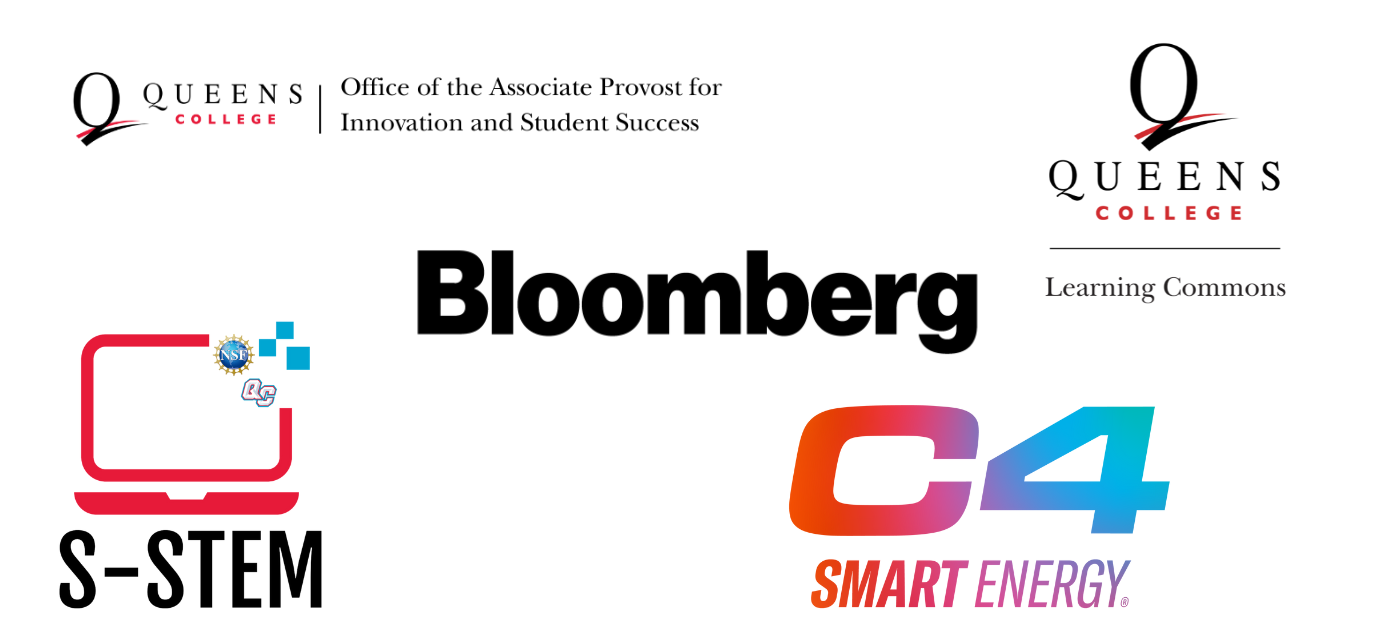 QUEENS
COLLEGE
Office of the Associate Provost for
Innovation and Student Success
QUEENS
COLLEGE
Learning Commons
Bloomberg
NSF
QC
S-STEM
C4
SMART ENERGY®